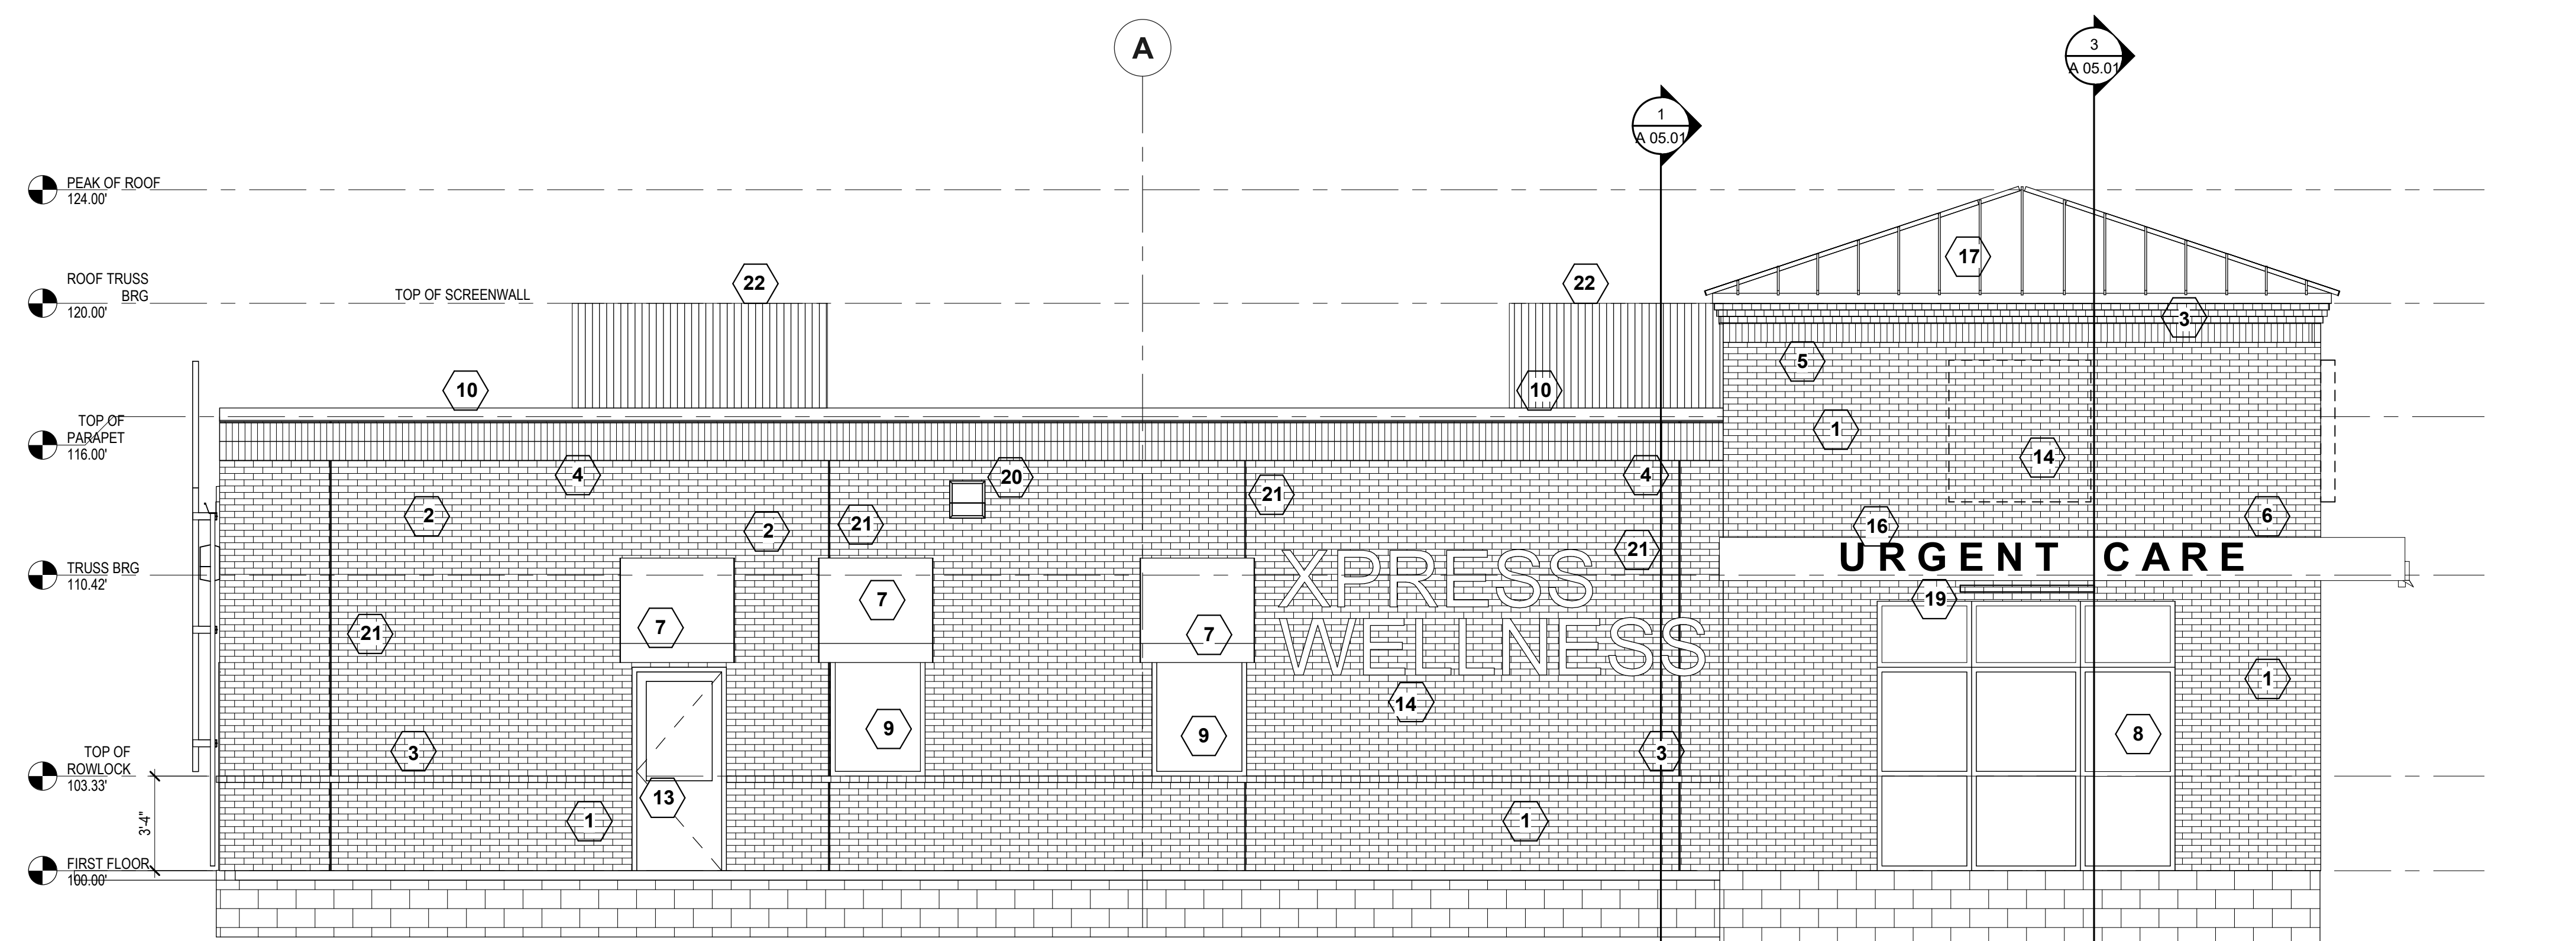 A
3
A 05.01
1
A 05.01
PEAK OF ROOF
124.00'
17
ROOF TRUSS
BRG
120.00'
TOP OF SCREENWALL
22
22
3
5
10
10
TOP OF
PARAPET
116.00'
1
4
20
21
4
14
2
2
21
16
6
21
XPRESS
WELLNESS
URGENT CARE
TRUSS BRG
110.42'
7
19
21
7
7
1
14
9
9
8
3
3
TOP OF
ROWLOCK
103.33'
13
1
1
3'-4"
FIRST FLOOR
100.00'